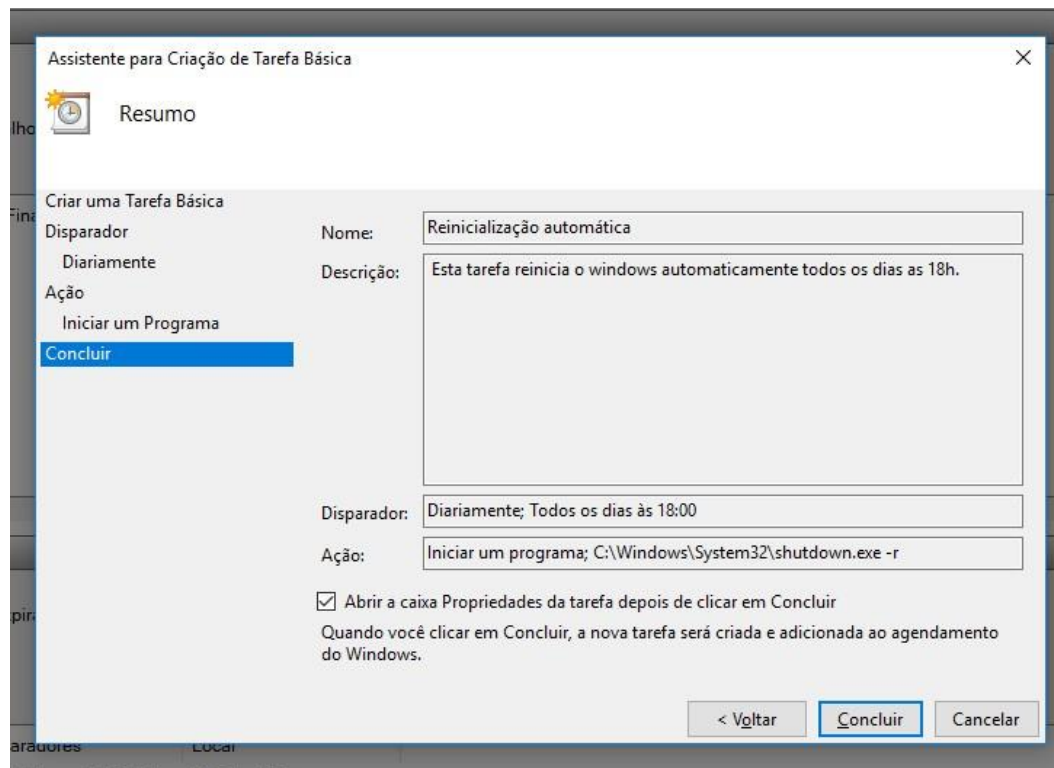 Assistente para Criação de Tarefa Básica
Resumo
Criar uma Tarefa Básica
Disparador
Diariamente
Ação
Iniciar um Programa
Concluir
Nome: Reinicialização automática
Descrição: Esta tarefa reinicia o windows automaticamente todos os dias as 18h.
Disparador: Diariamente; Todos os dias às 18:00
Ação: Iniciar um programa; C:\Windows\System32\shutdown.exe -r
Abrir a caixa Propriedades da tarefa depois de clicar em Concluir
Quando você clicar em Concluir, a nova tarefa será criada e adicionada ao agendamento
do Windows.
< Voltar Concluir Cancelar